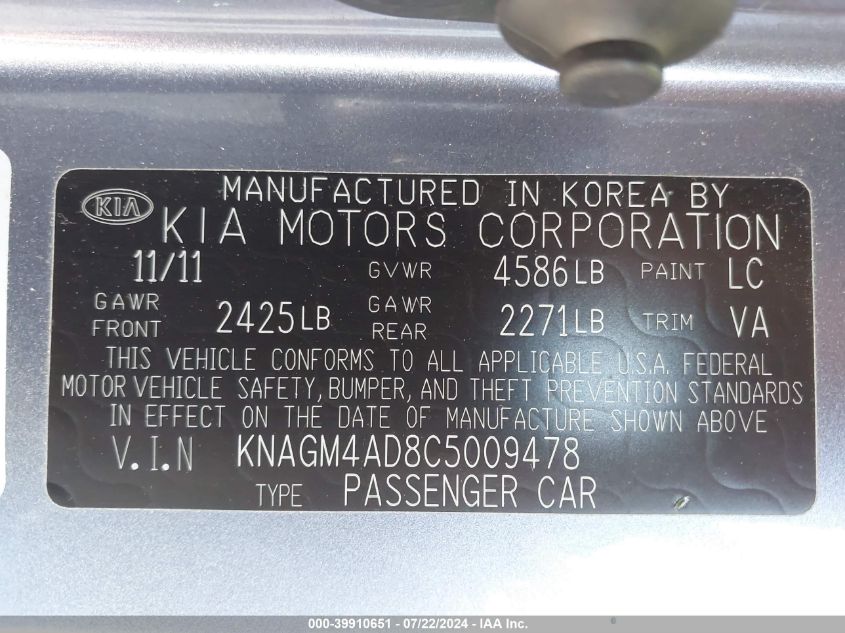 MANUFACTURED IN KOREA BY
KIA KIA MOTORS CORPORATION
11/11 GVWR 4586LB PAINT LC
GAWR FRONT 2425LB GAWR REAR 2271LB TRIM VA
THIS VEHICLE CONFORMS TO ALL APPLICABLE U.S.A. FEDERAL
MOTOR VEHICLE SAFETY, BUMPER, AND THEFT PREVENTION STANDARDS
IN EFFECT ON THE DATE OF MANUFACTURE SHOWN ABOVE
V.I.N KNAGM4AD8C5009478
TYPE PASSENGER CAR
000-39910651 - 07/22/2024 - IAA Inc.